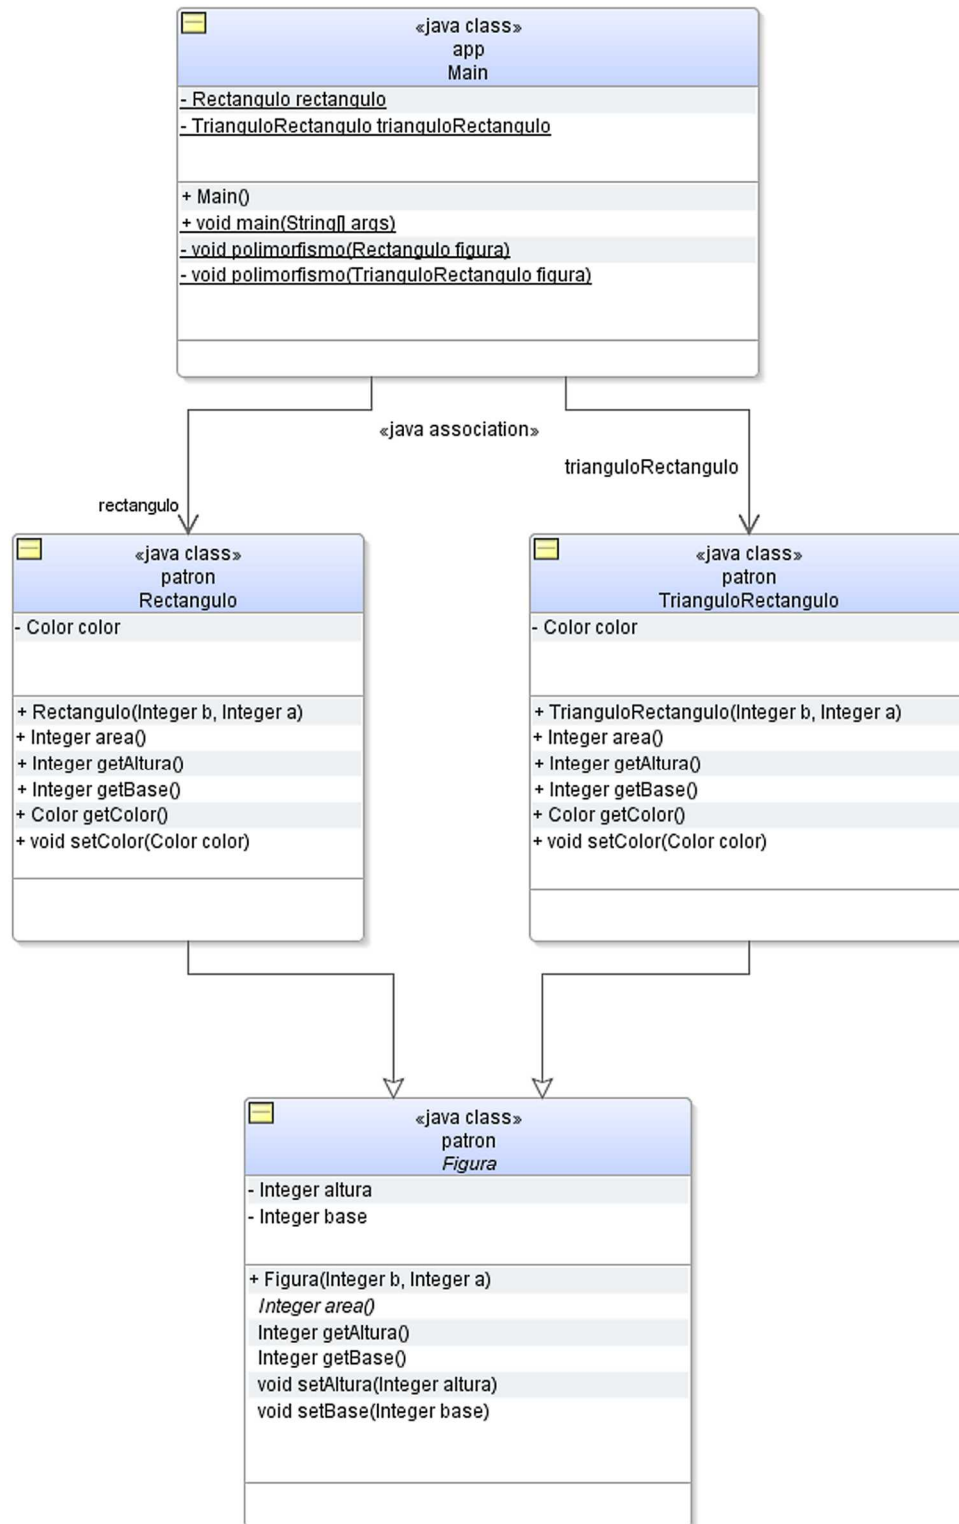 «java class»
app
Main
- Rectangulo rectangulo
- TrianguloRectangulo trianguloRectangulo
+ Main()
+ void main(String[] args)
- void polimorfismo(Rectangulo figura)
- void polimorfismo(TrianguloRectangulo figura)
«java association»
trianguloRectangulo
rectangulo
«java class»
patron
Rectangulo
- Color color
+ Rectangulo(Integer b, Integer a)
+ Integer area()
+ Integer getAltura()
+ Integer getBase()
+ Color getColor()
+ void setColor(Color color)
«java class»
patron
TrianguloRectangulo
- Color color
+ TrianguloRectangulo(Integer b, Integer a)
+ Integer area()
+ Integer getAltura()
+ Integer getBase()
+ Color getColor()
+ void setColor(Color color)
«java class»
patron
Figura
- Integer altura
- Integer base
+ Figura(Integer b, Integer a)
Integer area()
Integer getAltura()
Integer getBase()
void setAltura(Integer altura)
void setBase(Integer base)